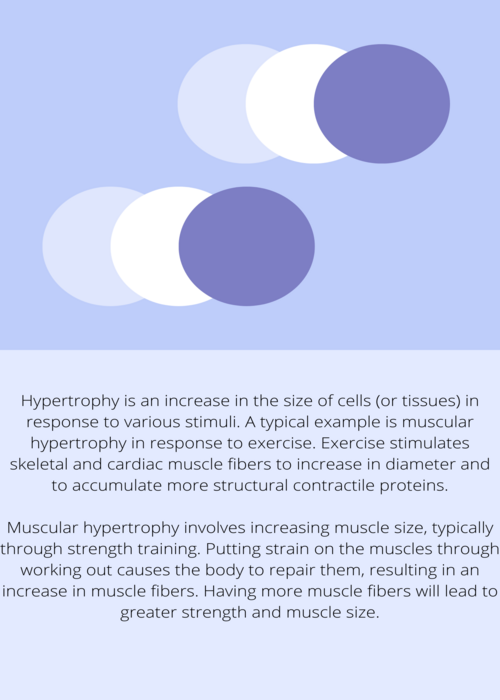 Hypertrophy is an increase in the size of cells (or tissues) in
response to various stimuli. A typical example is muscular
hypertrophy in response to exercise. Exercise stimulates
skeletal and cardiac muscle fibers to increase in diameter and
to accumulate more structural contractile proteins.
Muscular hypertrophy involves increasing muscle size, typically
through strength training. Putting strain on the muscles through
working out causes the body to repair them, resulting in an
increase in muscle fibers. Having more muscle fibers will lead to
greater strength and muscle size.